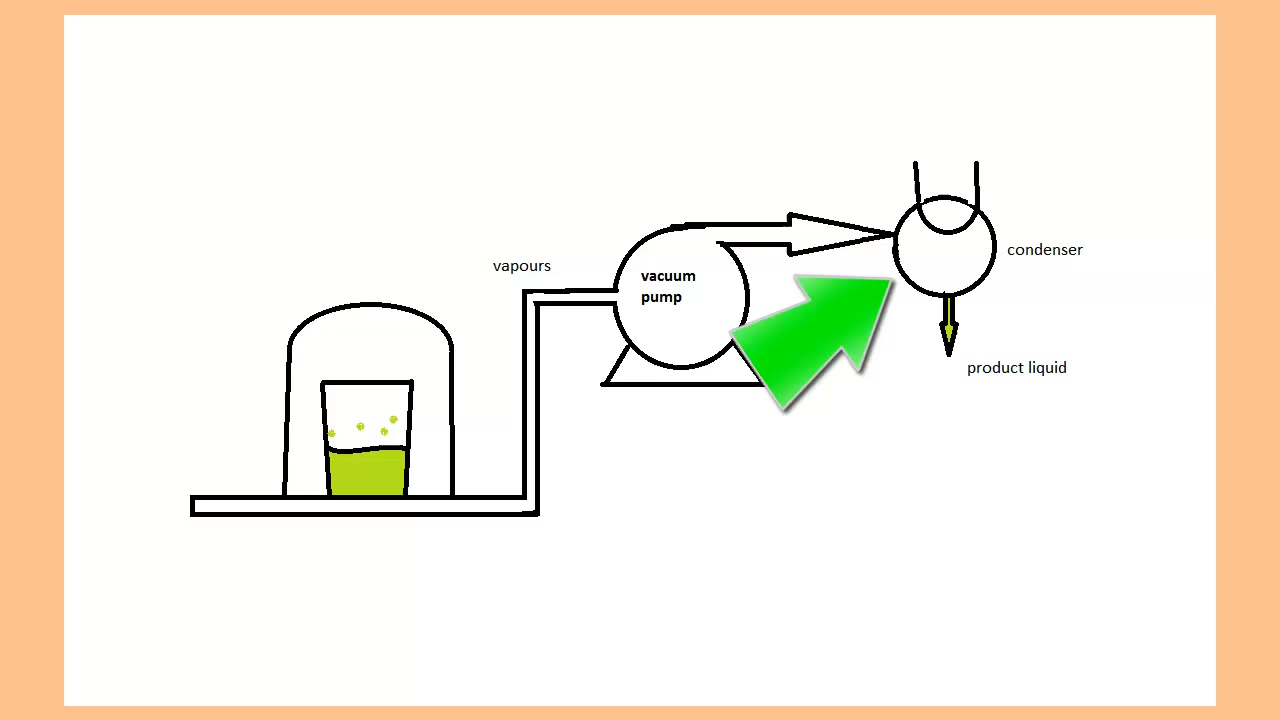 condenser
vapours
vacuum
pump
product liquid